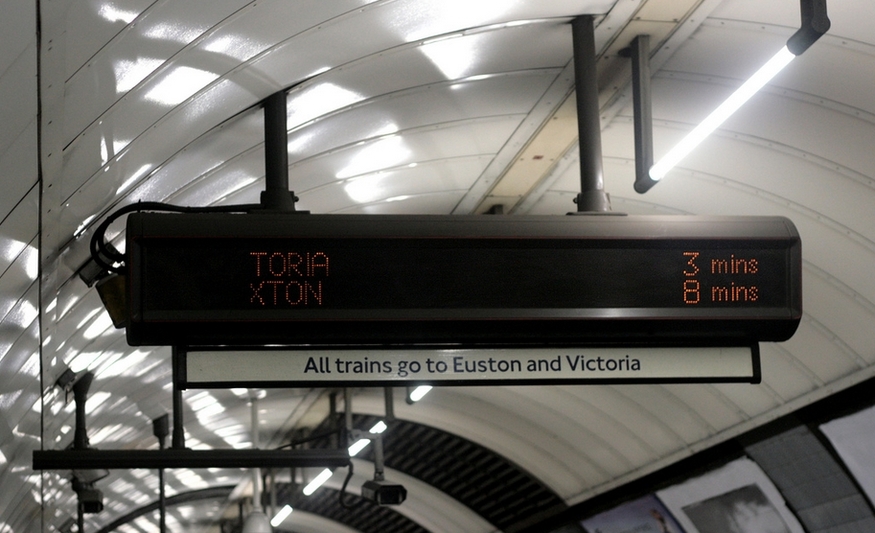 TORIA 3 mins
XTON 8 mins
All trains go to Euston and Victoria